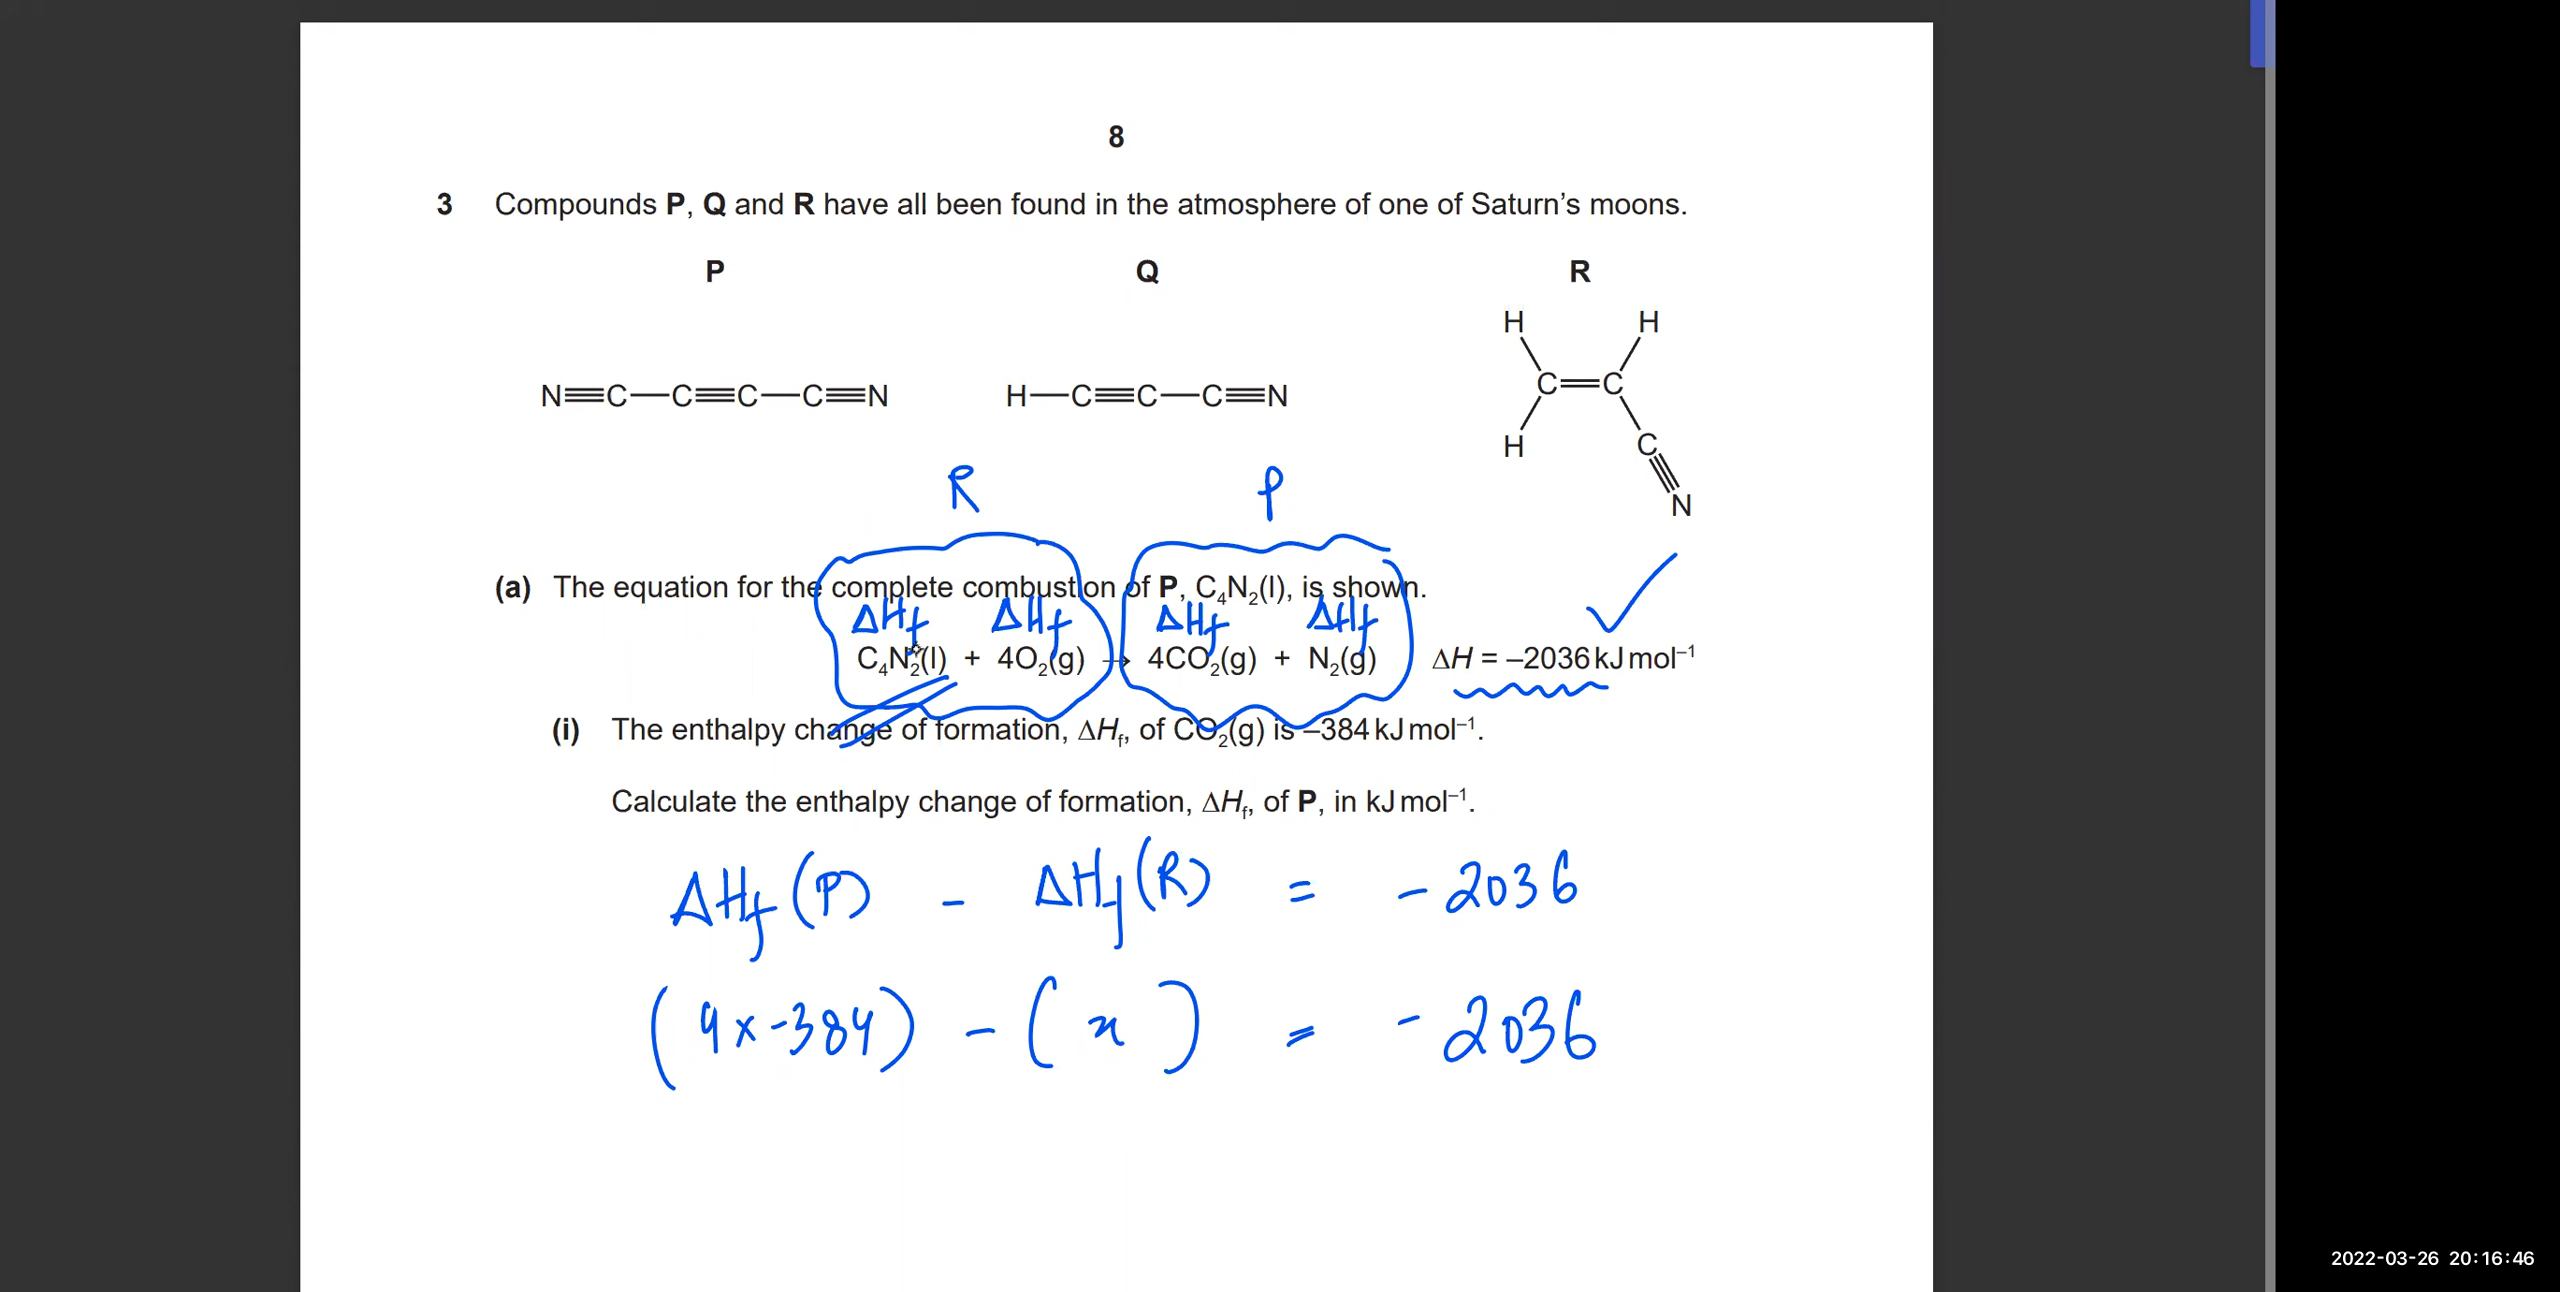 8
3 Compounds P, Q and R have all been found in the atmosphere of one of Saturn's moons.
P Q R
N≡C—C≡C—C≡N H—C≡C—C≡N H H C=C H C≡N
R P
(a) The equation for the complete combustion of P, C₄N₂(l), is shown.
ΔHf ΔHf ΔHf ΔHf
C₄N₂(l) + 4O₂(g) → 4CO₂(g) + N₂(g) ΔH = –2036 kJ mol⁻¹
(i) The enthalpy change of formation, ΔHf, of CO₂(g) is –384 kJ mol⁻¹.
Calculate the enthalpy change of formation, ΔHf, of P, in kJ mol⁻¹.
ΔHf (P) - ΔHf (R) = - 2036
(4 x -384) - ( x ) = - 2036
2022-03-26 20:16:46